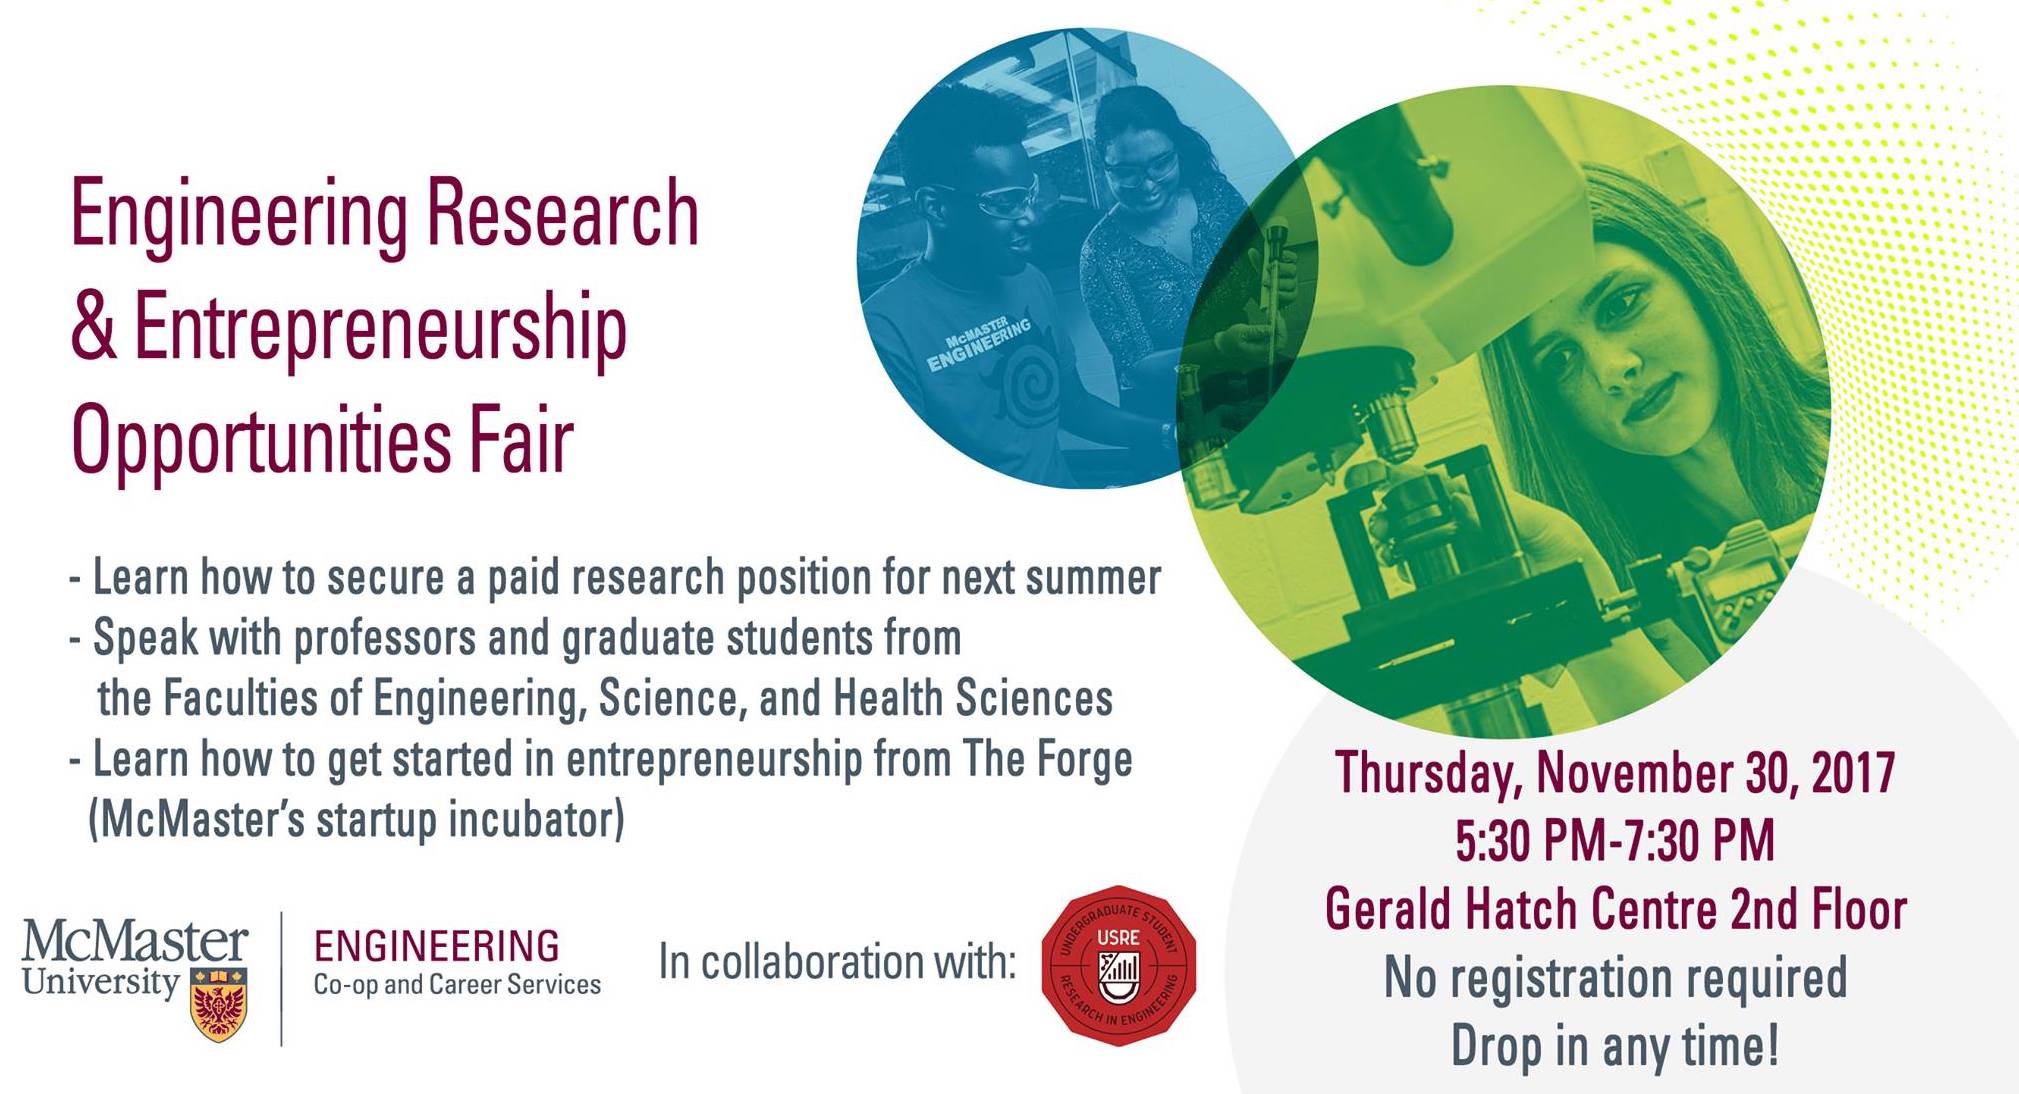 Engineering Research
& Entrepreneurship
Opportunities Fair
- Learn how to secure a paid research position for next summer
- Speak with professors and graduate students from
the Faculties of Engineering, Science, and Health Sciences
- Learn how to get started in entrepreneurship from The Forge
(McMaster's startup incubator)
McMASTER
ENGINEERING
Thursday, November 30, 2017
5:30 PM-7:30 PM
Gerald Hatch Centre 2nd Floor
No registration required
Drop in any time!
McMaster
University
ENGINEERING
Co-op and Career Services
In collaboration with:
UNDERGRADUATE STUDENT
USRE
RESEARCH IN ENGINEERING